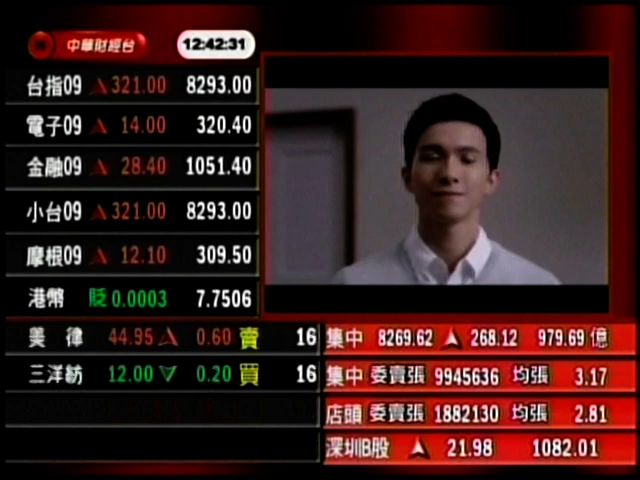 中華財經台 12:42:31
台指09 321.00 8293.00
電子09 14.00 320.40
金融09 28.40 1051.40
小台09 321.00 8293.00
摩根09 12.10 309.50
港幣 貶 0.0003 7.7506
美律 44.95 0.60 賣 16
三洋紡 12.00 0.20 買 16
集中 8269.62 268.12 979.69 億
集中 委賣張 9945636 均張 3.17
店頭 委賣張 1882130 均張 2.81
深圳B股 21.98 1082.01